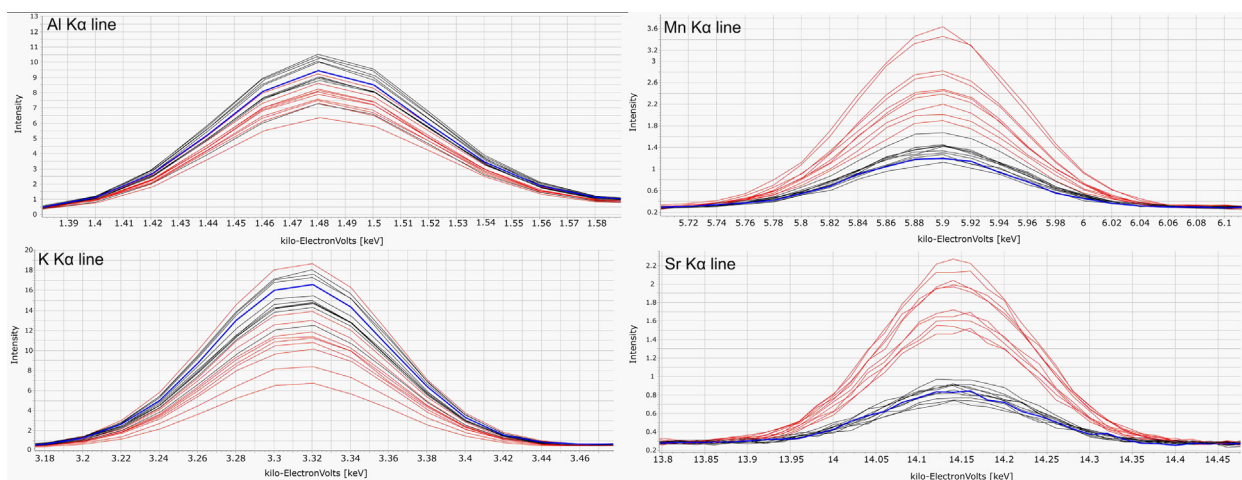 Al Kα line
13
12
11
10
9
8
7
6
5
4
3
2
1
0
Intensity
1.39 1.4 1.41 1.42 1.43 1.44 1.45 1.46 1.47 1.48 1.49 1.5 1.51 1.52 1.53 1.54 1.55 1.56 1.57 1.58
kilo-ElectronVolts [keV]
Mn Kα line
3.6
3
2.8
2.4
1.8
1.6
1.2
1
0.6
0.2
Intensity
5.72 5.74 5.76 5.78 5.8 5.82 5.84 5.86 5.88 5.9 5.92 5.94 5.96 5.98 6 6.02 6.04 6.06 6.08 6.1
kilo-ElectronVolts [keV]
K Kα line
20
18
16
14
12
10
8
6
4
2
0
Intensity
3.18 3.2 3.22 3.24 3.26 3.28 3.3 3.32 3.34 3.36 3.38 3.4 3.42 3.44 3.46
kilo-ElectronVolts [keV]
Sr Kα line
2.2
2
1.8
1.6
1.4
1.2
1
0.8
0.6
0.4
0.2
Intensity
13.8 13.85 13.9 13.95 14 14.05 14.1 14.15 14.2 14.25 14.3 14.35 14.4 14.45
kilo-ElectronVolts [keV]